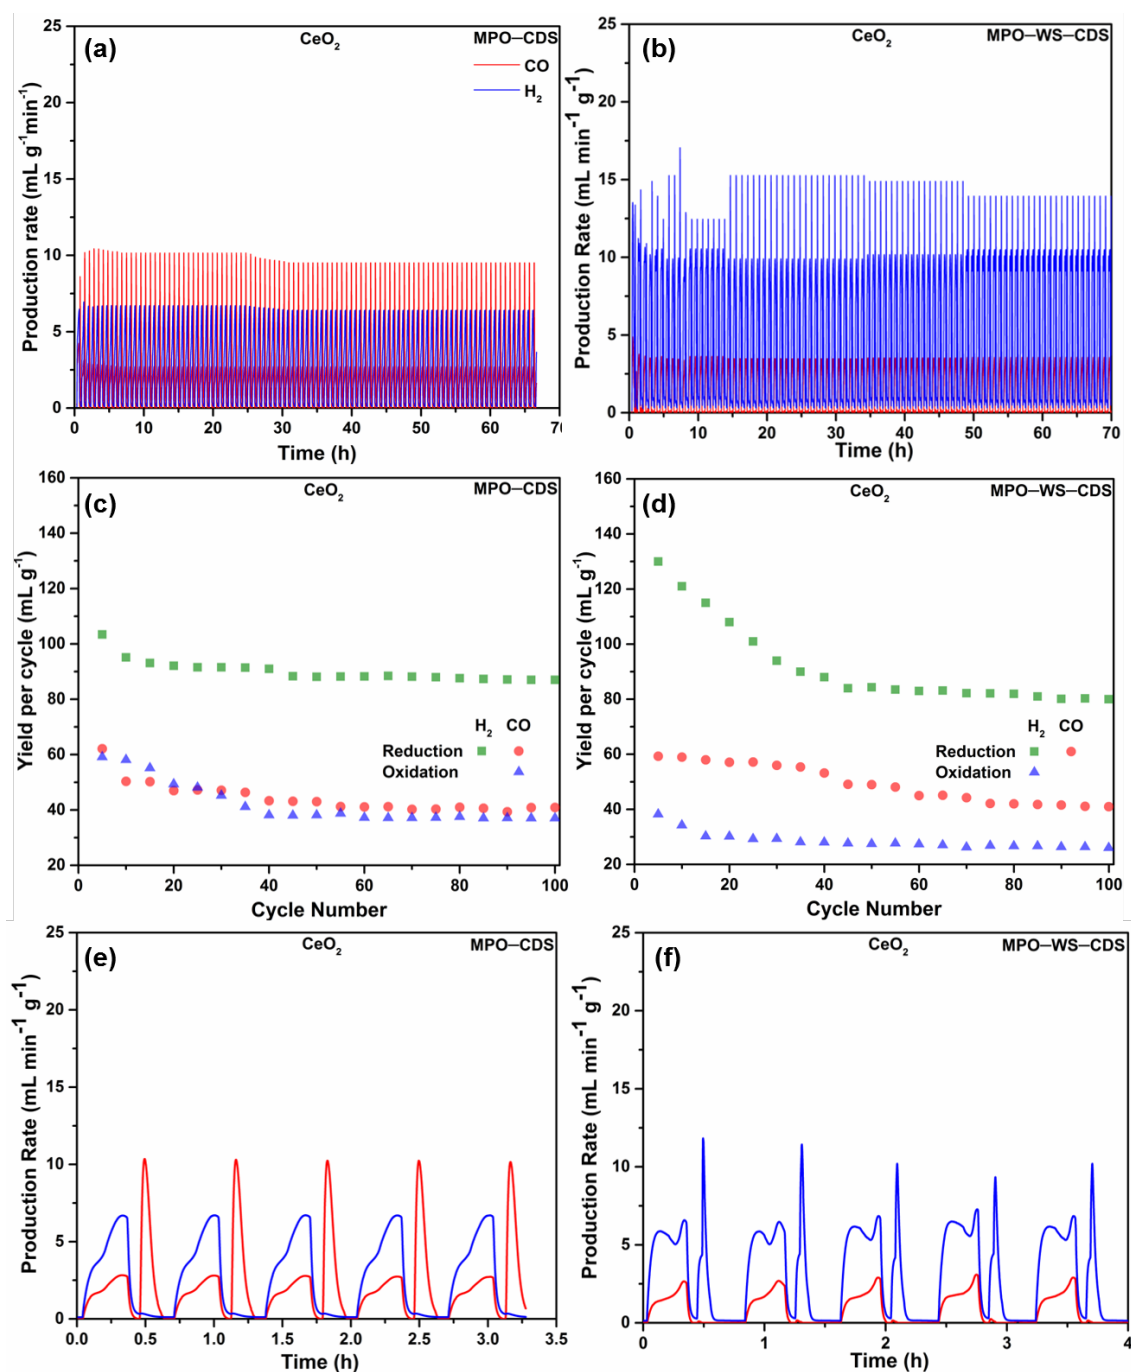 (a)
CeO2
MPO–CDS
CO
H2
Production rate (mL g-1min-1)
25
20
15
10
5
0
0 10 20 30 40 50 60 70
Time (h)
(b)
CeO2
MPO–WS–CDS
Production Rate (mL min-1 g-1)
25
20
15
10
5
0
0 10 20 30 40 50 60 70
Time (h)
(c)
CeO2
MPO–CDS
Yield per cycle (mL g-1)
160
140
120
100
80
60
40
20
H2 CO
Reduction
Oxidation
0 20 40 60 80 100
Cycle Number
(d)
CeO2
MPO–WS–CDS
Yield per cycle (mL g-1)
160
140
120
100
80
60
40
20
H2 CO
Reduction
Oxidation
0 20 40 60 80 100
Cycle Number
(e)
CeO2
MPO–CDS
Production Rate (mL min-1 g-1)
25
20
15
10
5
0
0.0 0.5 1.0 1.5 2.0 2.5 3.0 3.5
Time (h)
(f)
CeO2
MPO–WS–CDS
Production Rate (mL min-1 g-1)
25
20
15
10
5
0
0 1 2 3 4
Time (h)